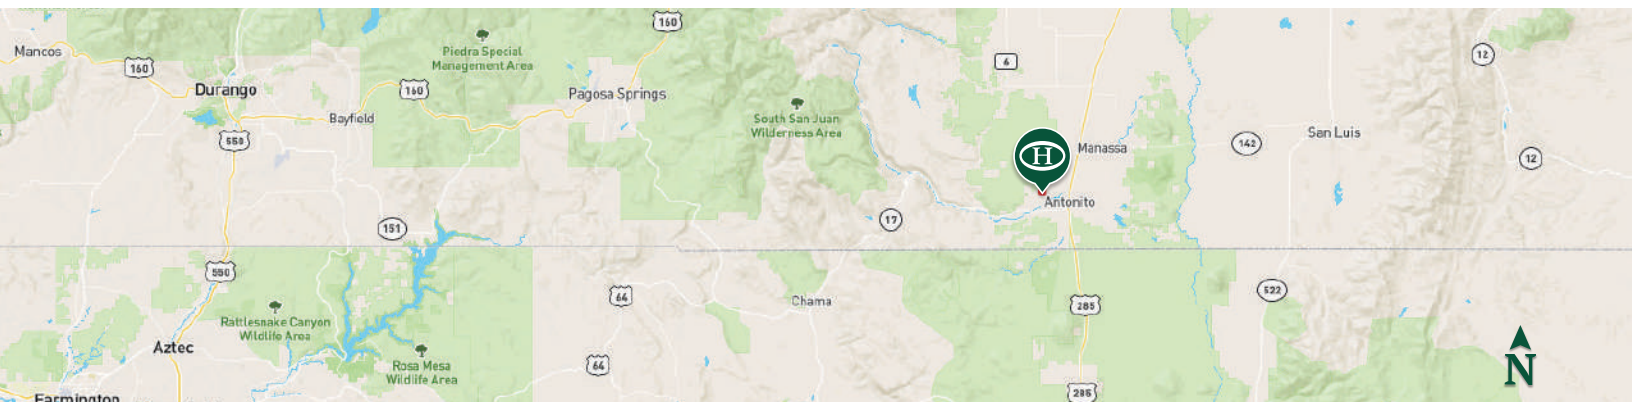 160
Mancos
Piedra Special
Management Area
12
160
6
Durango
160
Pagosa Springs
Bayfield
South San Juan
Wilderness Area
San Luis
550
142
H
Manassa
12
Antonito
17
151
550
522
64
Chama
285
Rattlesnake Canyon
Wildlife Area
Aztec
Rosa Mesa
Wildlife Area
64
N
285
Farmington